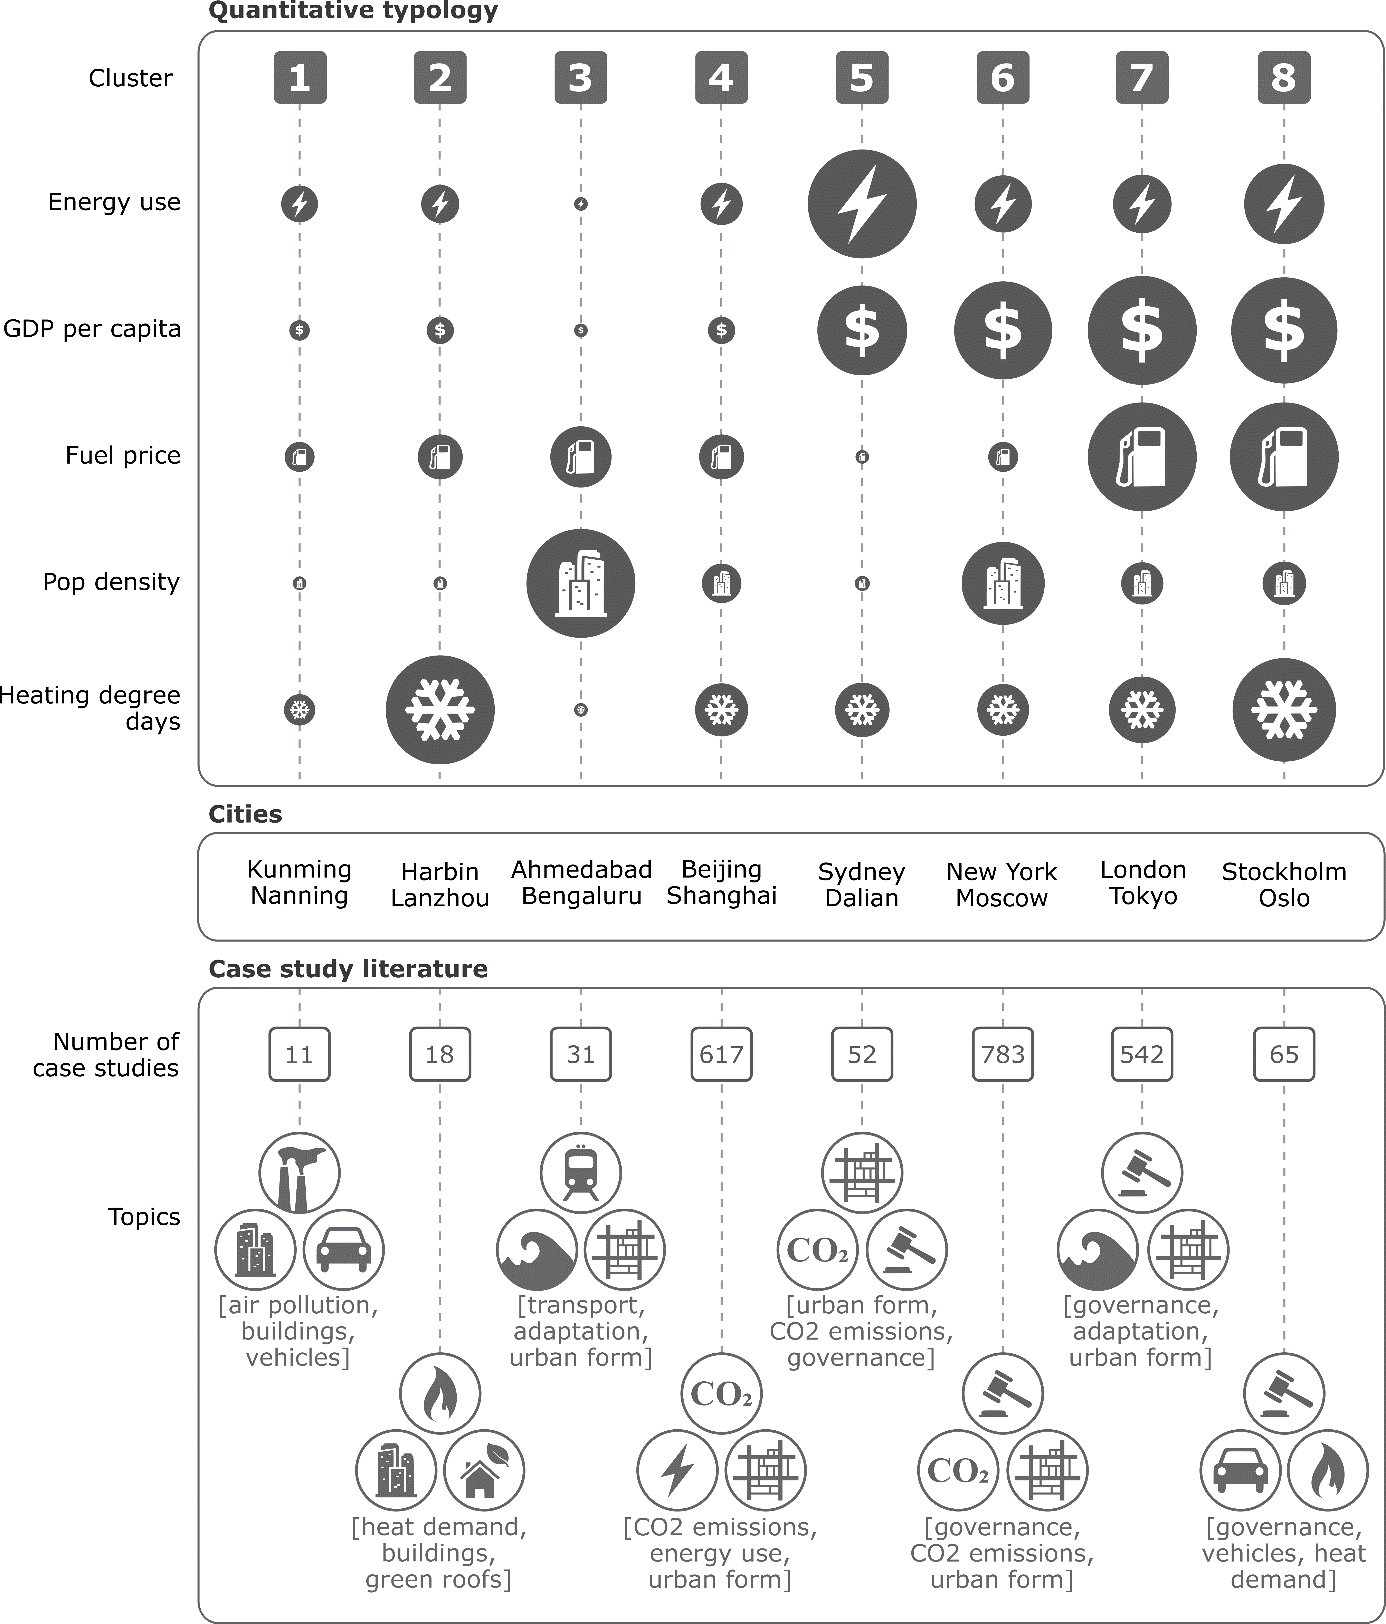 Quantitative typology
Cluster 1 2 3 4 5 6 7 8
Energy use
GDP per capita $ $ $ $ $ $ $ $
Fuel price
Pop density
Heating degree
days
Cities
Kunming Harbin Ahmedabad Beijing Sydney New York London Stockholm
Nanning Lanzhou Bengaluru Shanghai Dalian Moscow Tokyo Oslo
Case study literature
Number of
case studies
11 18 31 617 52 783 542 65
Topics
CO₂
[air pollution, [transport, [urban form, [governance,
buildings, adaptation, CO2 emissions, adaptation,
vehicles] urban form] governance] urban form]
CO₂
CO₂
[heat demand, [CO2 emissions, [governance, [governance,
buildings, energy use, CO2 emissions, vehicles, heat
green roofs] urban form] urban form] demand]